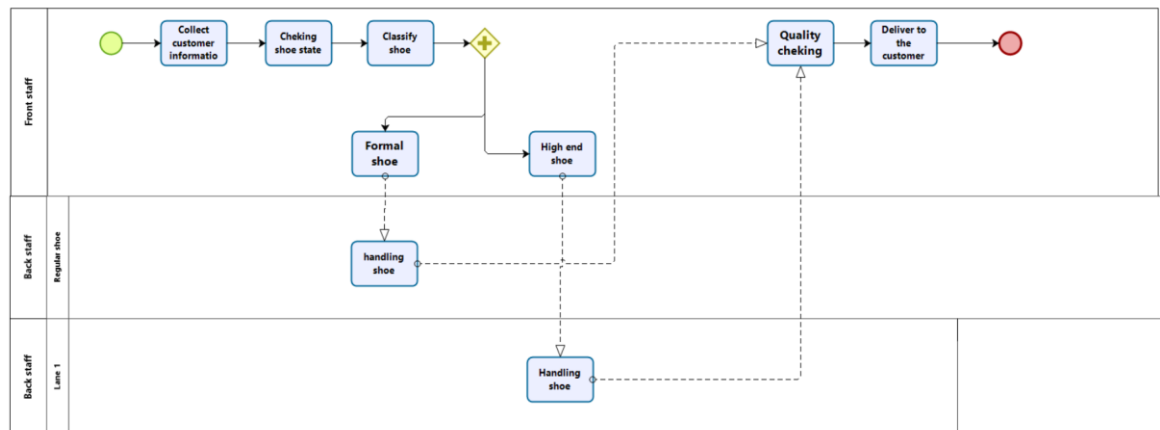 Collect
customer
informatio
Cheking
shoe state
Classify
shoe
Quality
cheking
Deliver to
the
customer
Front staff
Formal
shoe
High end
shoe
Back staff
Regular shoe
handling
shoe
Back staff
Lane 1
Handling
shoe